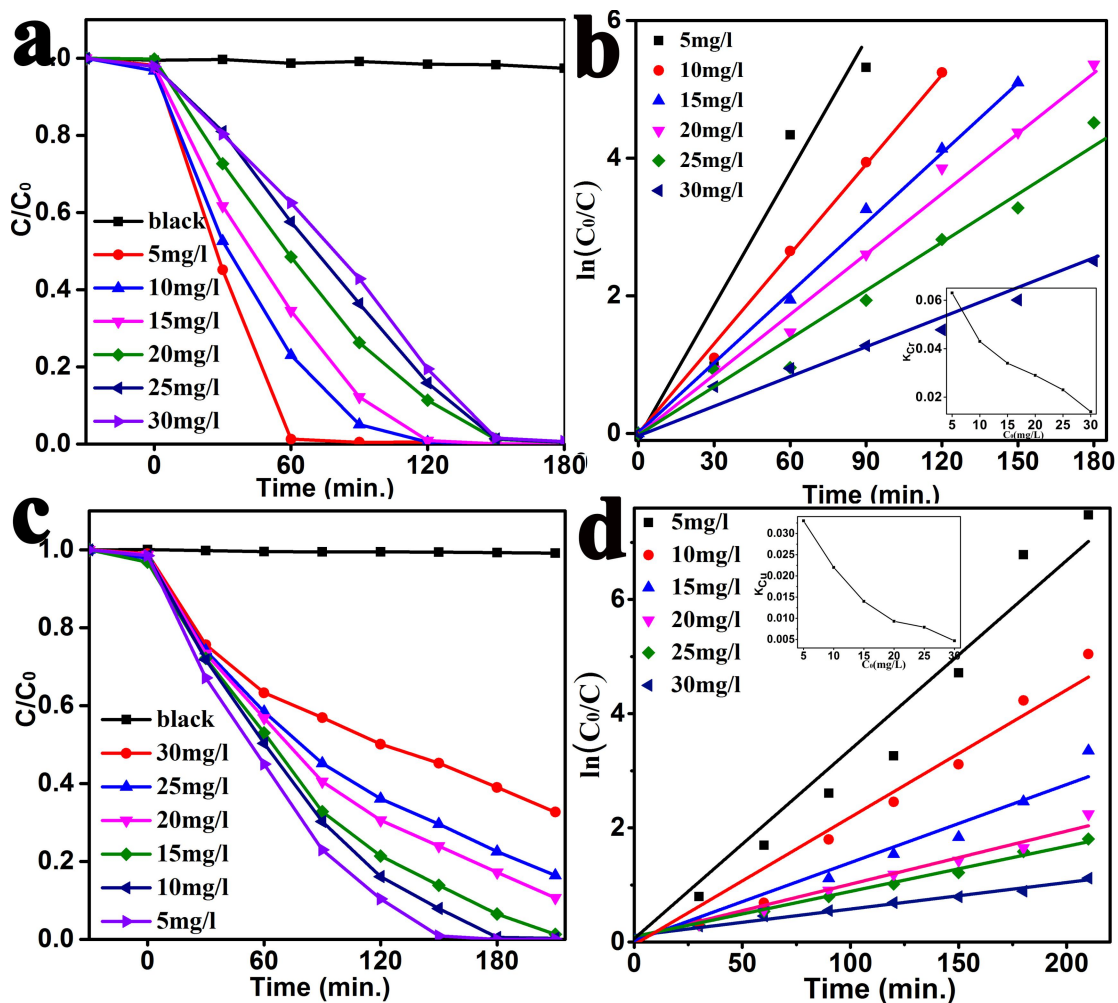 a
1.0
0.8
0.6
0.4
0.2
0.0
C/C₀
black
5mg/l
10mg/l
15mg/l
20mg/l
25mg/l
30mg/l
0 60 120 180
Time (min.)
b
6
4
2
0
ln(C₀/C)
5mg/l
10mg/l
15mg/l
20mg/l
25mg/l
30mg/l
0.06
0.04
0.02
K_Cr
5 10 15 20 25 30
C₀(mg/L)
0 30 60 90 120 150 180
Time (min.)
c
1.0
0.8
0.6
0.4
0.2
0.0
C/C₀
black
30mg/l
25mg/l
20mg/l
15mg/l
10mg/l
5mg/l
0 60 120 180
Time (min.)
d
6
4
2
0
ln(C₀/C)
5mg/l
10mg/l
15mg/l
20mg/l
25mg/l
30mg/l
0.030
0.025
0.020
0.015
0.010
0.005
K_Cu
5 10 15 20 25 30
C₀(mg/L)
0 50 100 150 200
Time (min.)